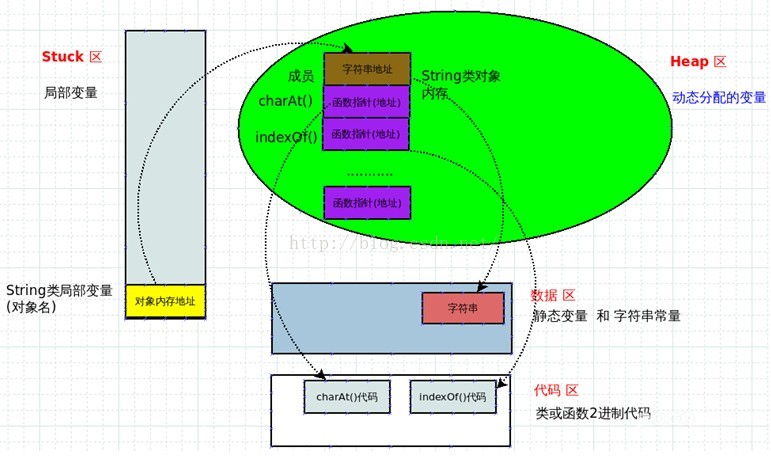 Stuck 区
局部变量
成员
charAt()
indexOf()
字符串地址
函数指针(地址)
函数指针(地址)
..........
函数指针(地址)
String类对象
内存
Heap 区
动态分配的变量
String类局部变量
(对象名)
对象内存地址
字符串
数据 区
静态变量 和 字符串常量
charAt()代码
indexOf()代码
代码 区
类或函数2进制代码